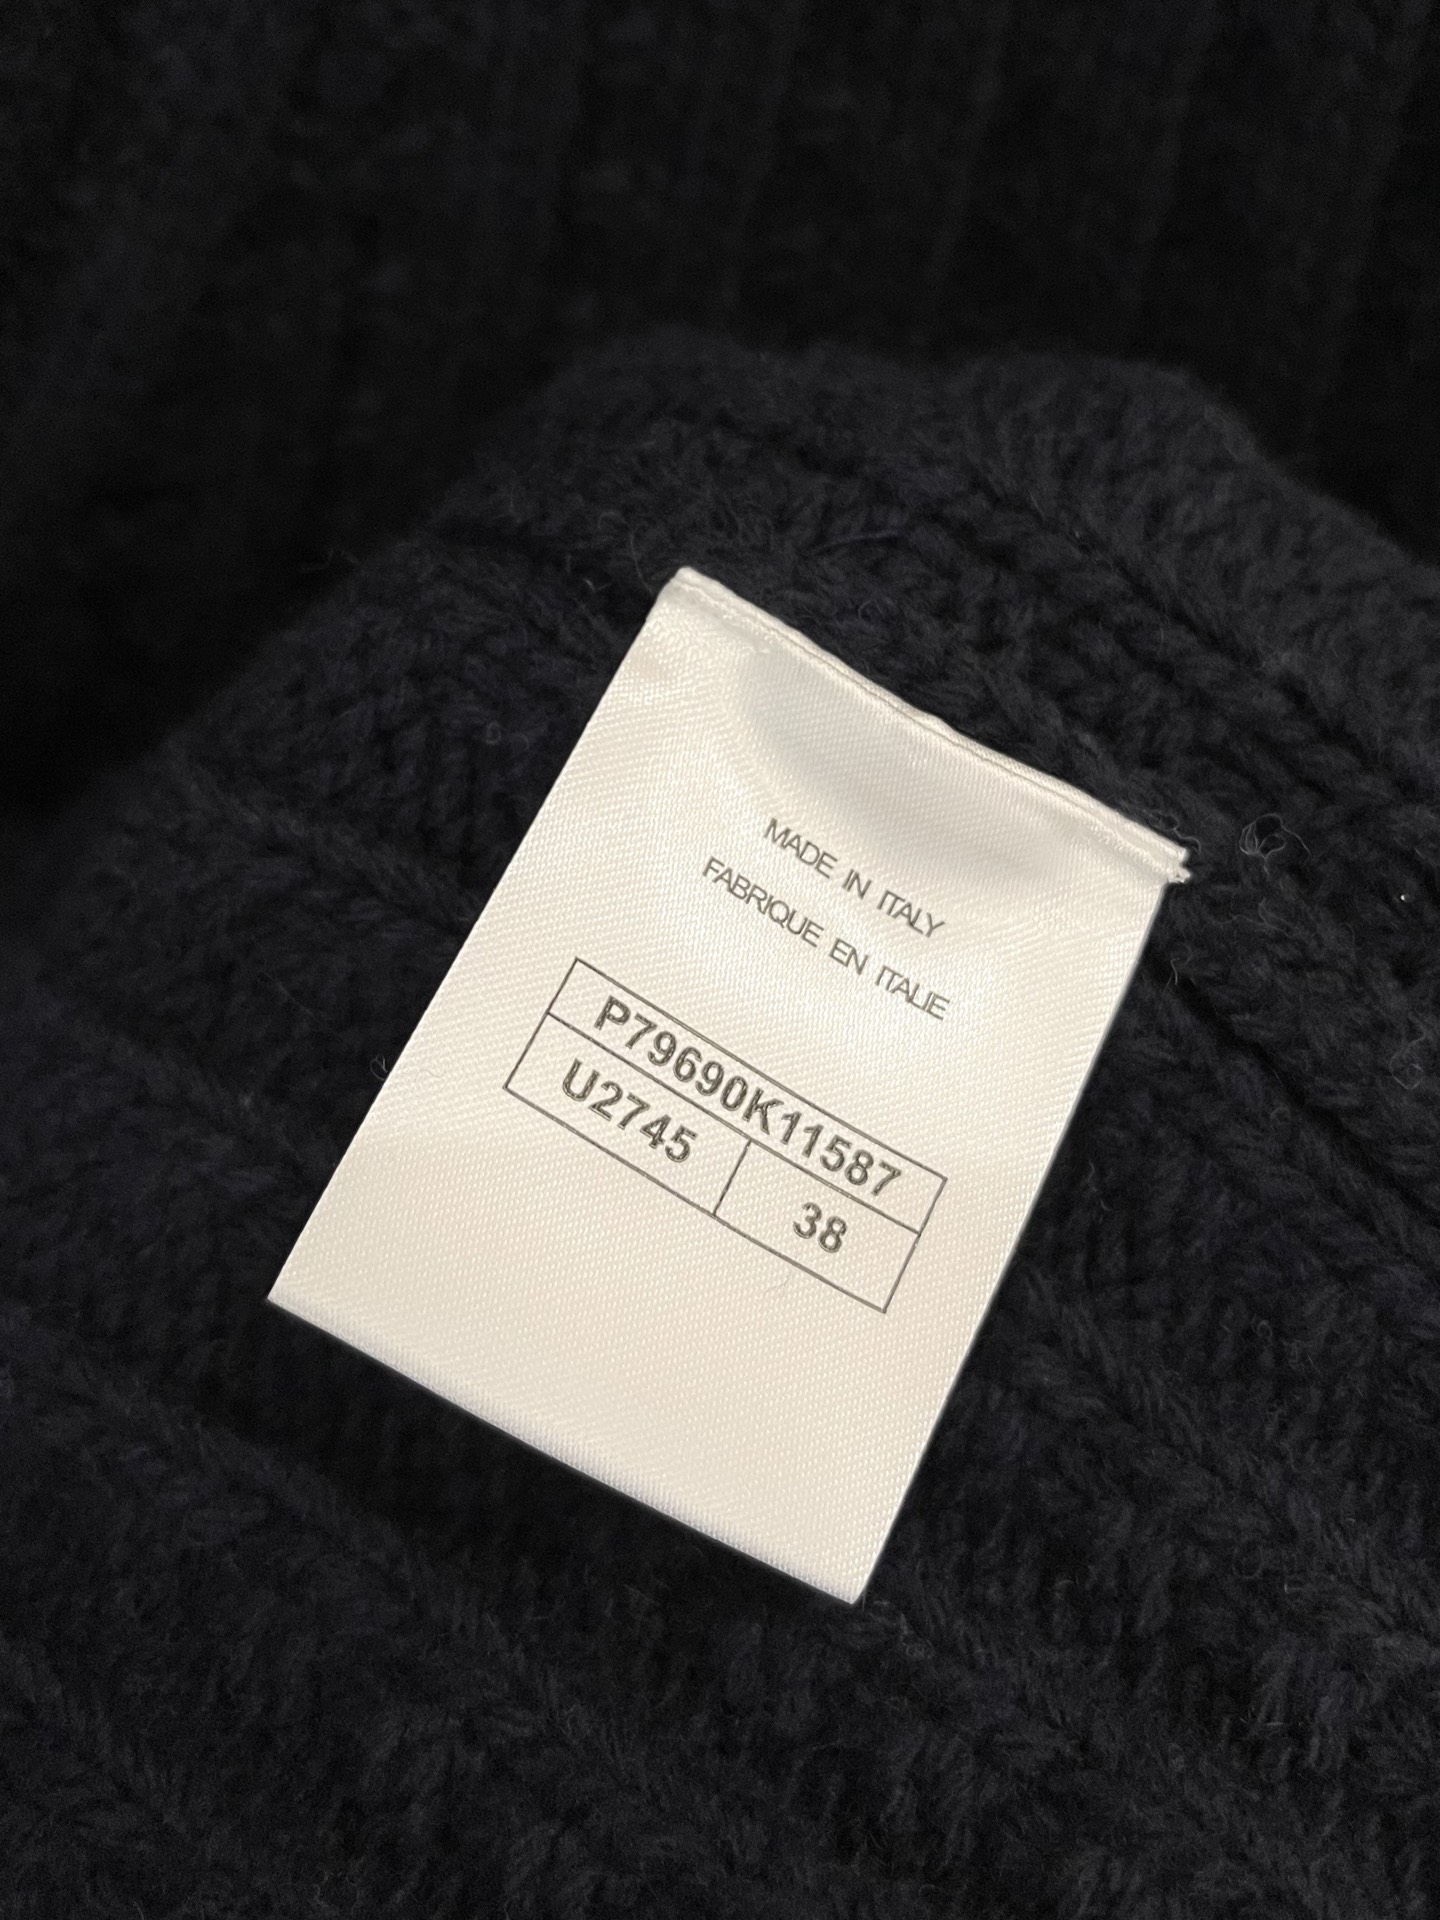 MADE IN ITALY
FABRIQUE EN ITALIE
P79690K11587
U2745 38